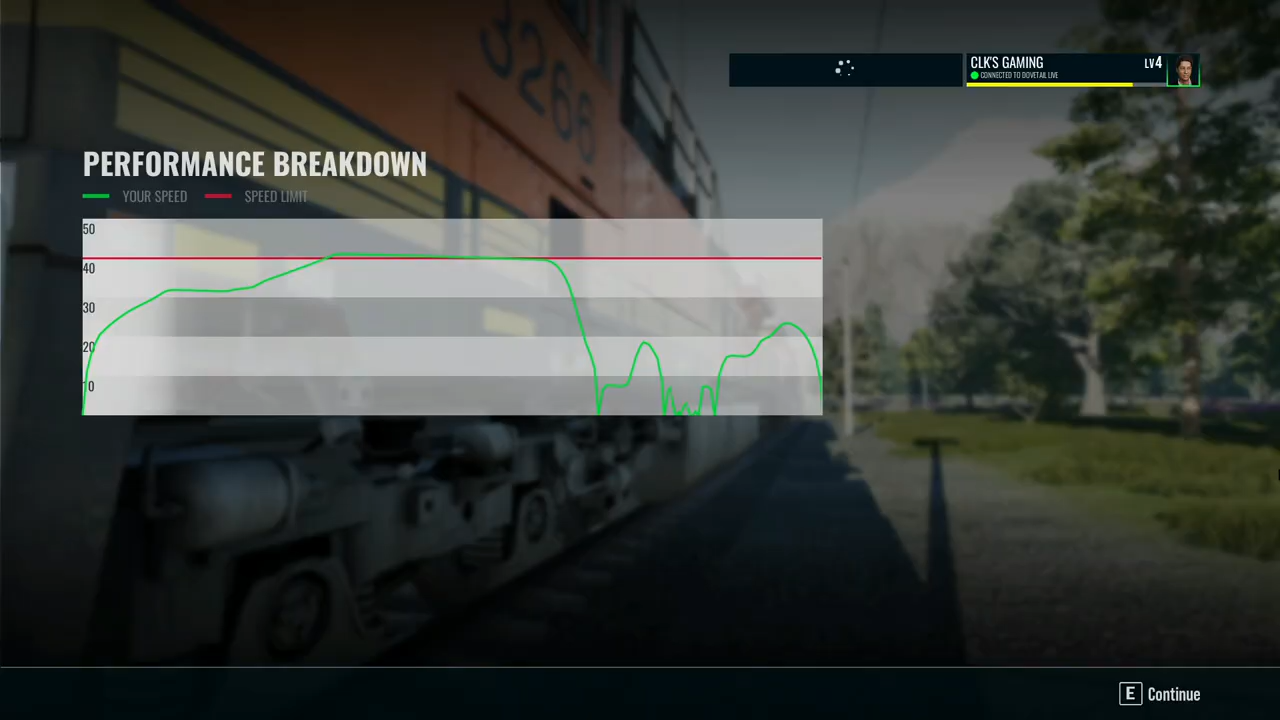 3266
CLK'S GAMING
LV4
CONNECTED TO DOVETAIL LIVE
PERFORMANCE BREAKDOWN
YOUR SPEED
SPEED LIMIT
50
40
30
20
10
E Continue